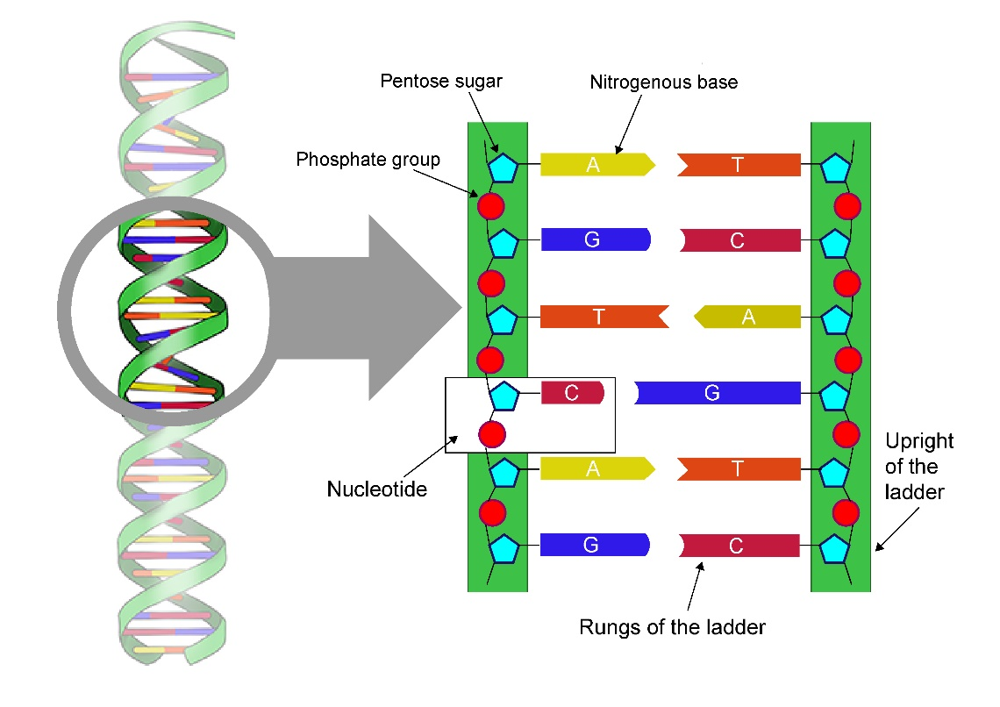 Pentose sugar
Nitrogenous base
Phosphate group
A T
G C
T A
C G
Nucleotide
A T
Upright
of the
ladder
G C
Rungs of the ladder